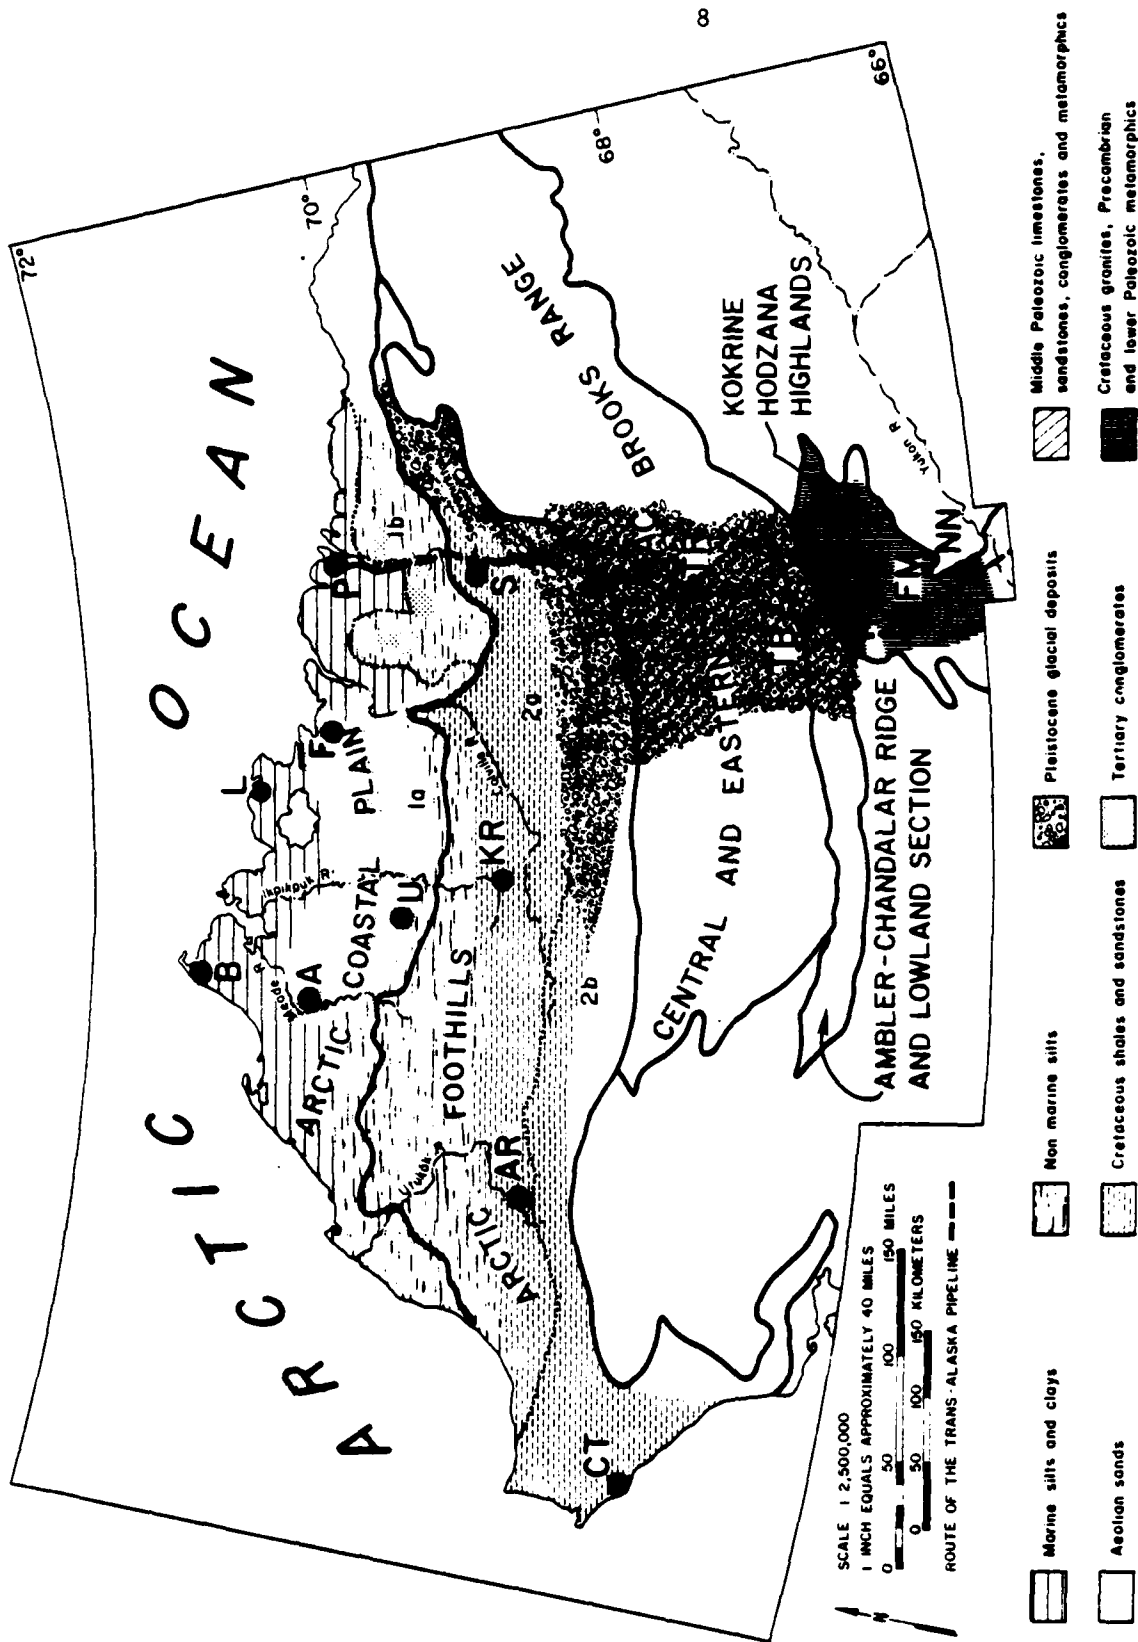 8
72°
70°
68°
66°
ARCTIC OCEAN
B
L
F
P
A
U
KR
S
AR
CT
Meade R
Ikpikpuk R.
Utukok R
Colville R.
Yukon R
ARCTIC COASTAL PLAIN
1a
1b
ARCTIC FOOTHILLS
2a
2b
BROOKS RANGE
CENTRAL AND EASTERN
TB
FM
NN
KOKRINE
HODZANA
HIGHLANDS
AMBLER-CHANDALAR RIDGE
AND LOWLAND SECTION
SCALE 1:2,500,000
1 INCH EQUALS APPROXIMATELY 40 MILES
0 50 100 150 MILES
0 50 100 150 KILOMETERS
ROUTE OF THE TRANS-ALASKA PIPELINE
N
Marine silts and clays
Non marine silts
Pleistocene glacial deposits
Middle Paleozoic limestones,
sandstones, conglomerates and metamorphics
Aeolian sands
Cretaceous shales and sandstones
Tertiary conglomerates
Cretaceous granites, Precambrian
and lower Paleozoic metamorphics